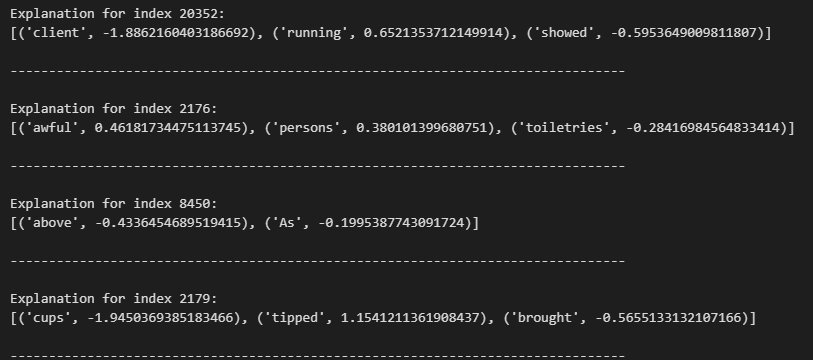 Explanation for index 20352:
[('client', -1.8862160403186692), ('running', 0.6521353712149914), ('showed', -0.5953649009811807)]
--------------------------------------------------------------------------------
Explanation for index 2176:
[('awful', 0.46181734475113745), ('persons', 0.380101399680751), ('toiletries', -0.28416984564833414)]
--------------------------------------------------------------------------------
Explanation for index 8450:
[('above', -0.4336454689519415), ('As', -0.1995387743091724)]
--------------------------------------------------------------------------------
Explanation for index 2179:
[('cups', -1.9450369385183466), ('tipped', 1.1541211361908437), ('brought', -0.5655133132107166)]
--------------------------------------------------------------------------------